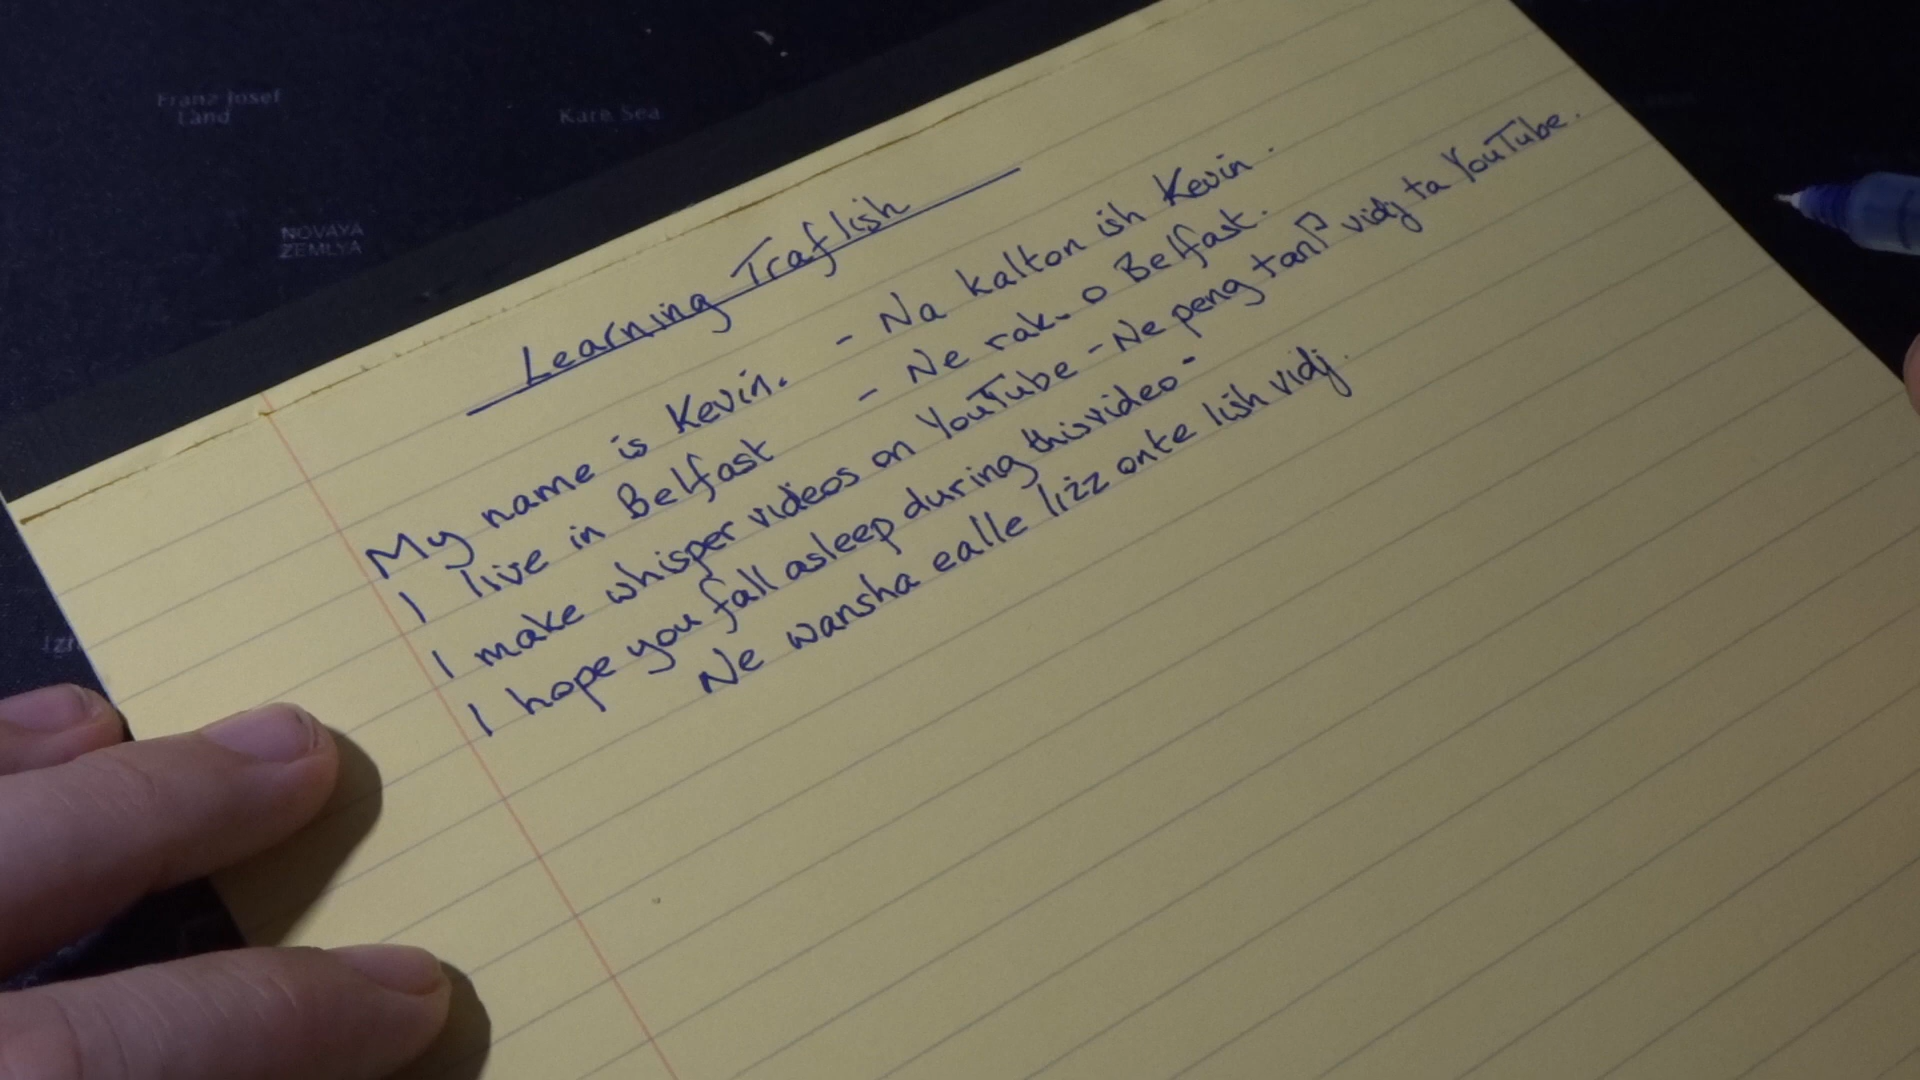 Franz Josef
Land
Kara Sea
NOVAYA
ZEMLYA
Learning Traflish
My name is Kevin. - Na kalton ish Kevin.
I live in Belfast - Ne rak o Belfast.
I make whisper videos on YouTube - Ne peng tanP vidj ta YouTube.
I hope you fall asleep during this video -
Ne wansha ealle lizz onte lish vidj.